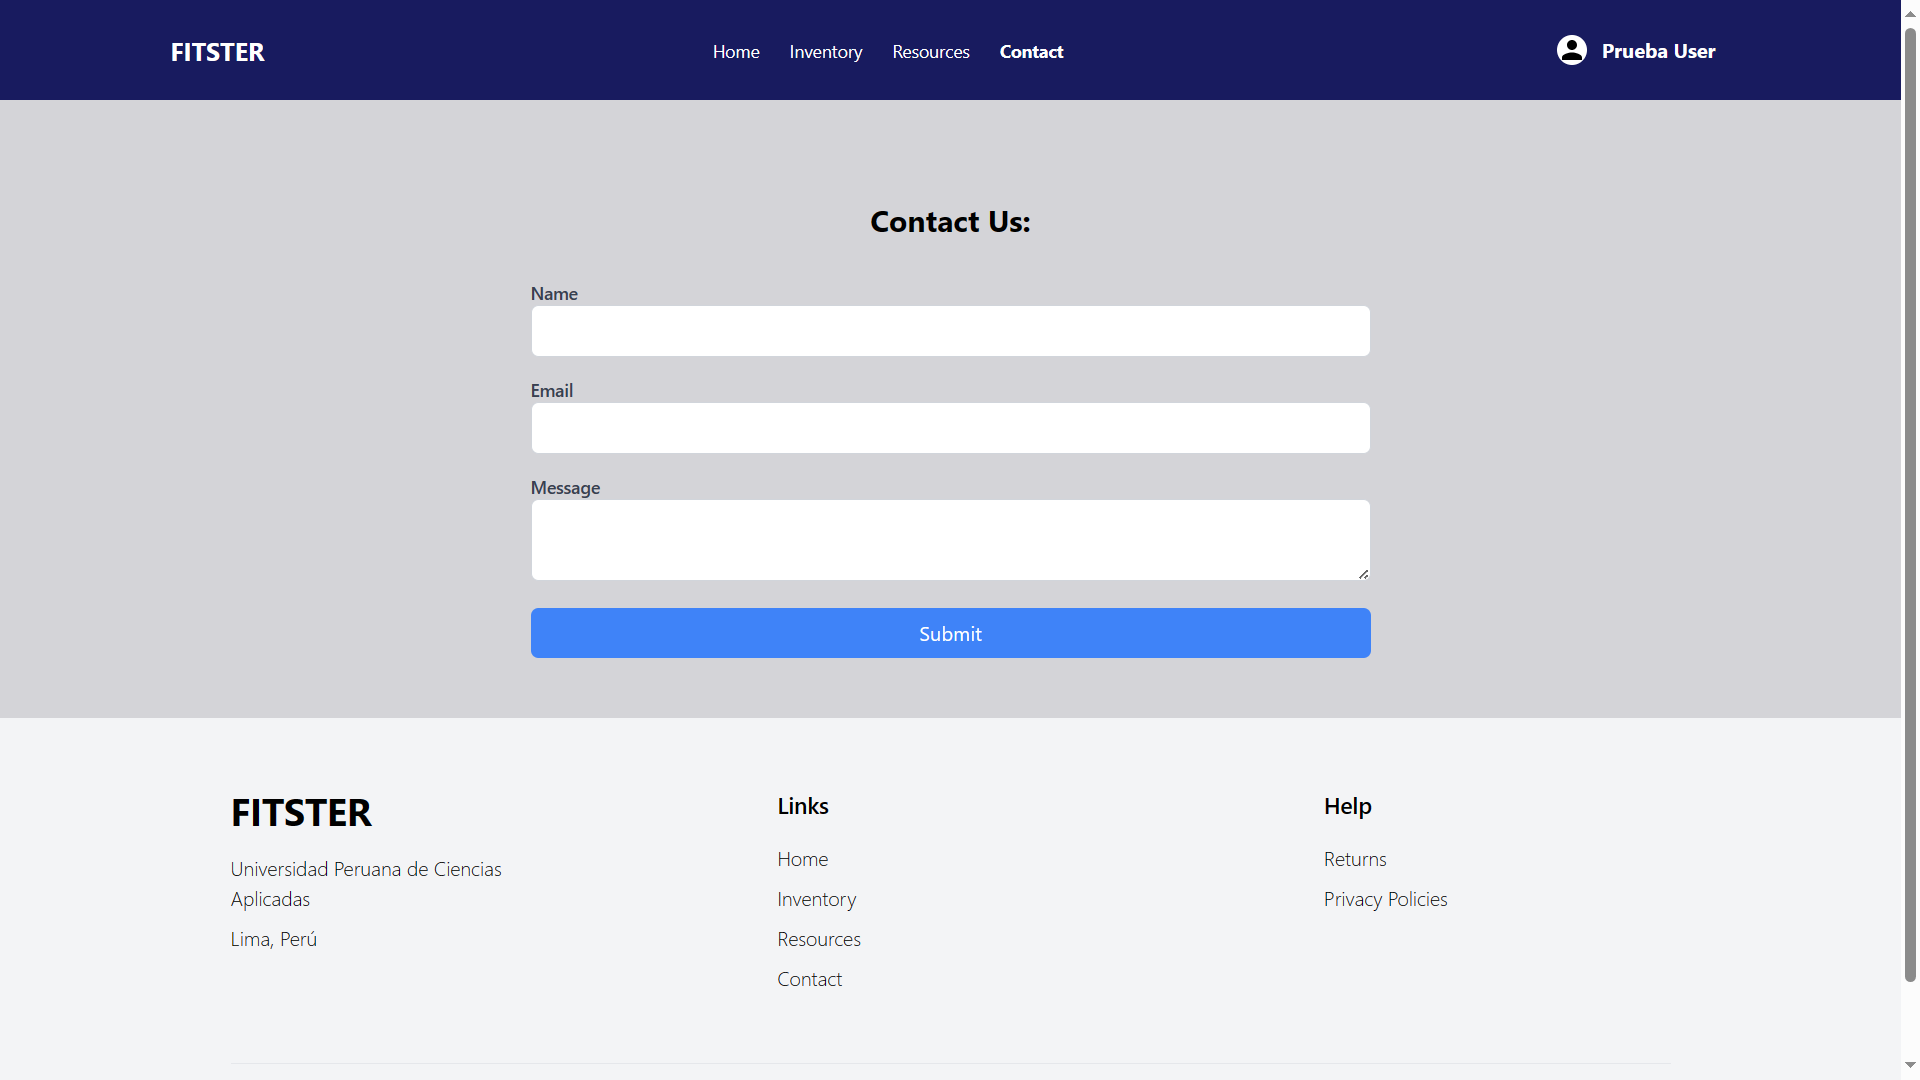 FITSTER
Home
Inventory
Resources
Contact
Prueba User
Contact Us:
Name
Email
Message
Submit
FITSTER
Universidad Peruana de Ciencias
Aplicadas
Lima, Perú
Links
Home
Inventory
Resources
Contact
Help
Returns
Privacy Policies